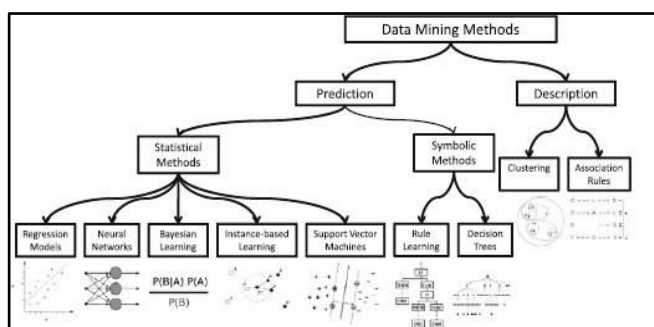 Data Mining Methods
Prediction
Description
Statistical
Methods
Symbolic
Methods
Clustering
Association
Rules
Regression
Models
Neural
Networks
Bayesian
Learning
Instance-based
Learning
Support Vector
Machines
Rule
Learning
Decision
Trees
P(B|A) P(A)
P(B)